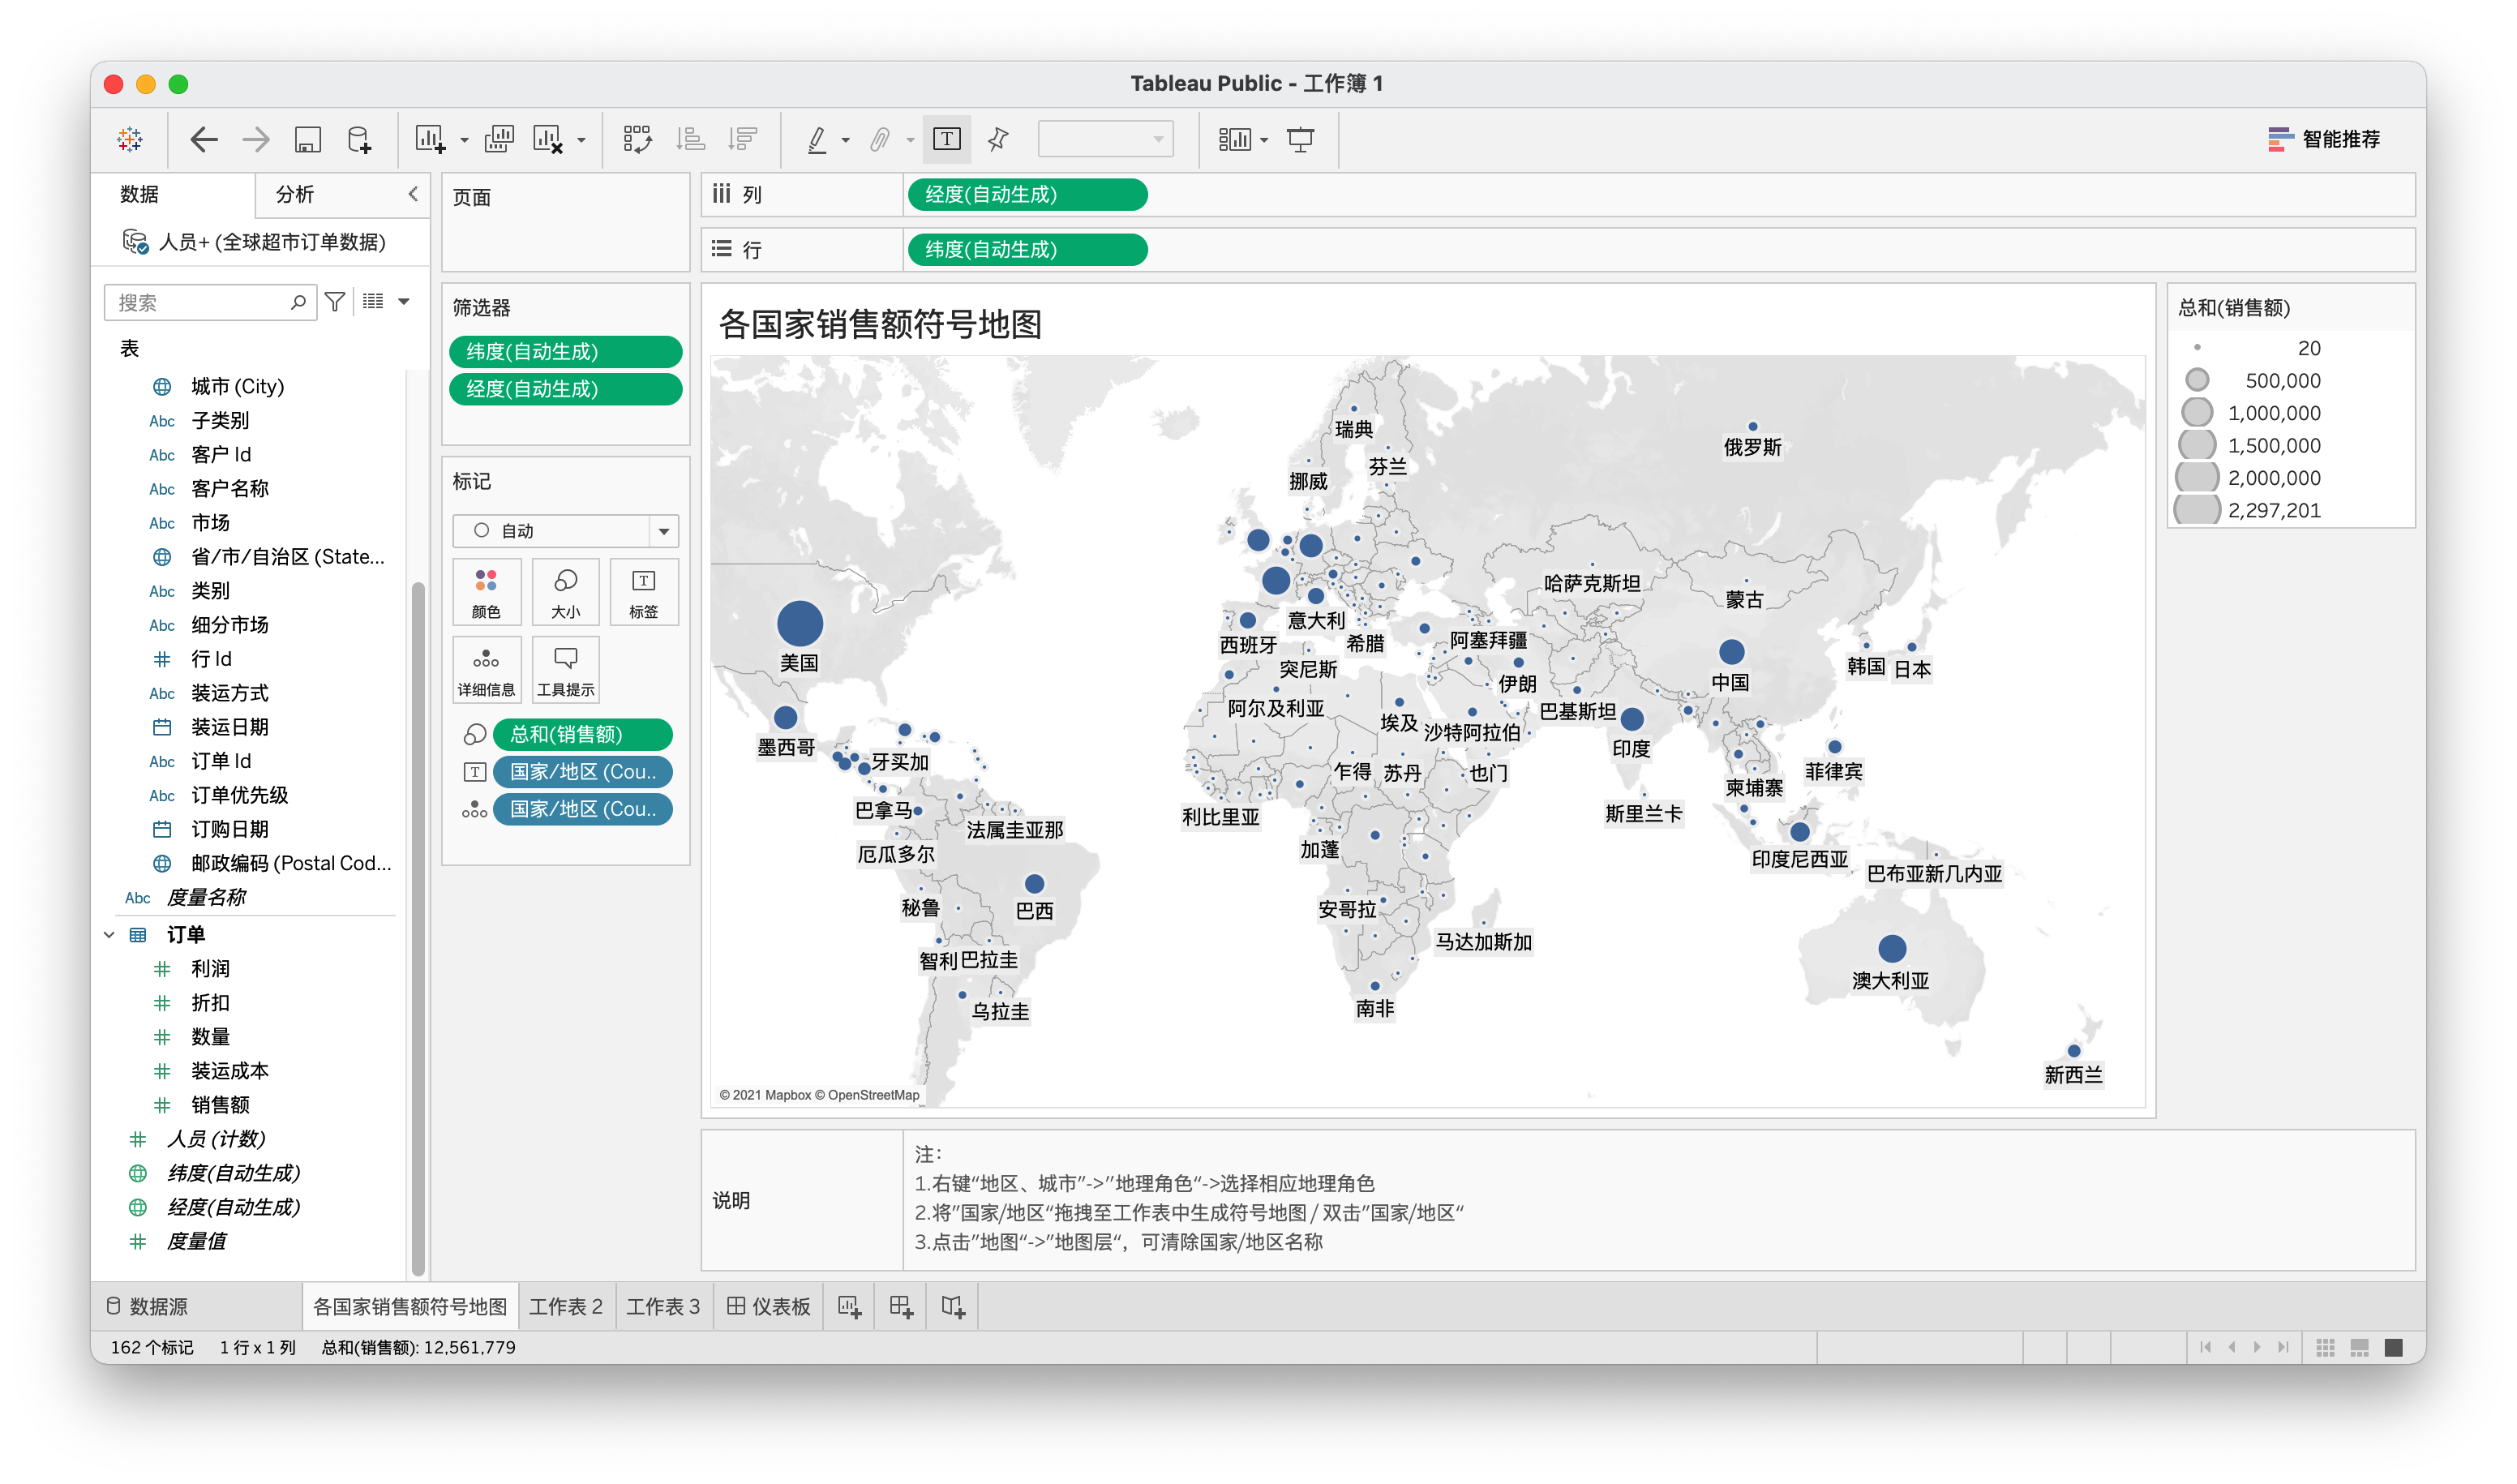 Tableau Public - 工作簿 1
智能推荐
数据
分析
人员+ (全球超市订单数据)
搜索
表
城市 (City)
Abc 子类别
Abc 客户 Id
Abc 客户名称
Abc 市场
省/市/自治区 (State...
Abc 类别
Abc 细分市场
行 Id
Abc 装运方式
装运日期
Abc 订单 Id
Abc 订单优先级
订购日期
邮政编码 (Postal Cod...
Abc 度量名称
订单
利润
折扣
数量
装运成本
销售额
人员 (计数)
纬度(自动生成)
经度(自动生成)
度量值
页面
筛选器
纬度(自动生成)
经度(自动生成)
标记
自动
颜色
大小
标签
详细信息
工具提示
总和(销售额)
国家/地区 (Cou..
国家/地区 (Cou..
列
经度(自动生成)
行
纬度(自动生成)
各国家销售额符号地图
瑞典
俄罗斯
芬兰
挪威
哈萨克斯坦
蒙古
意大利
西班牙
希腊
阿塞拜疆
美国
突尼斯
韩国
日本
中国
伊朗
阿尔及利亚
巴基斯坦
埃及
沙特阿拉伯
墨西哥
印度
牙买加
乍得
苏丹
也门
菲律宾
柬埔寨
巴拿马
利比里亚
斯里兰卡
法属圭亚那
厄瓜多尔
加蓬
印度尼西亚
巴布亚新几内亚
秘鲁
巴西
安哥拉
马达加斯加
智利
巴拉圭
澳大利亚
乌拉圭
南非
新西兰
© 2021 Mapbox © OpenStreetMap
总和(销售额)
20
500,000
1,000,000
1,500,000
2,000,000
2,297,201
说明
注：
1.右键“地区、城市”->”地理角色“->选择相应地理角色
2.将”国家/地区“拖拽至工作表中生成符号地图 / 双击”国家/地区“
3.点击”地图“->”地图层“，可清除国家/地区名称
数据源
各国家销售额符号地图
工作表 2
工作表 3
仪表板
162 个标记
1 行 x 1 列
总和(销售额): 12,561,779